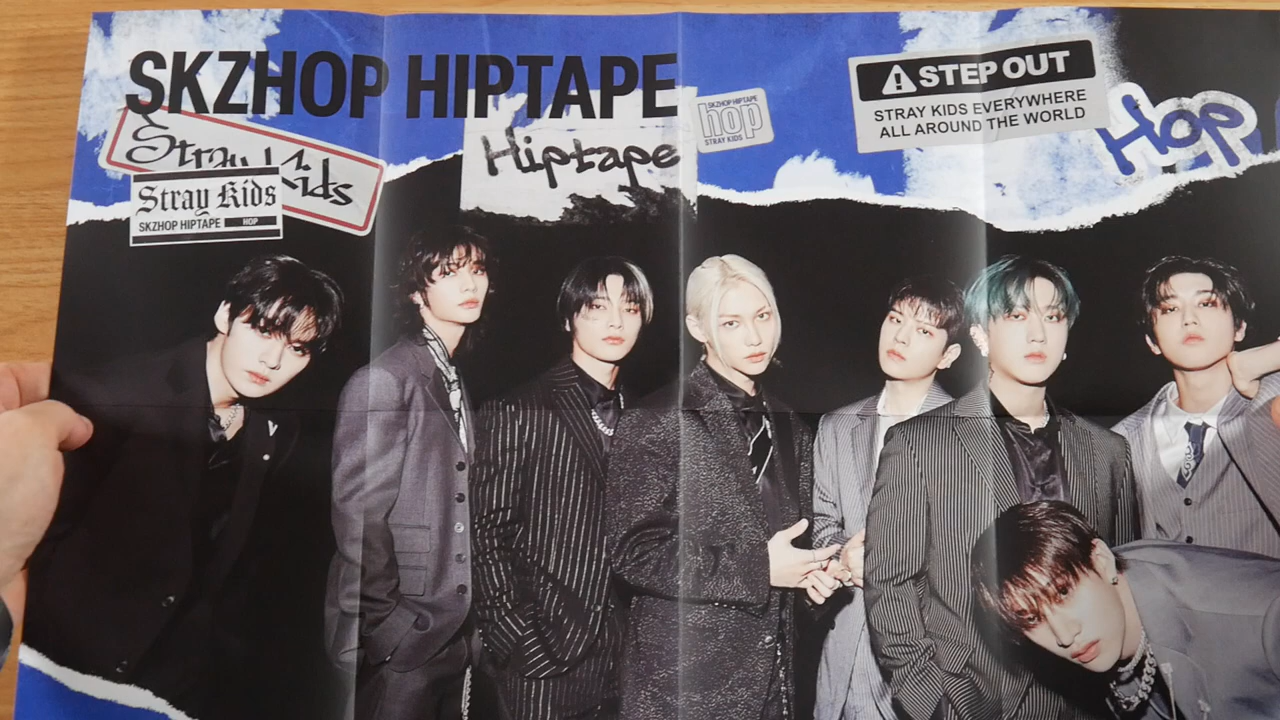 SKZHOP HIPTAPE
Stray Kids
Stray Kids
SKZHOP HIPTAPE HOP
Hiptape
SKZHOP HIPTAPE
hop
STRAY KIDS
STEP OUT
STRAY KIDS EVERYWHERE
ALL AROUND THE WORLD
Hop